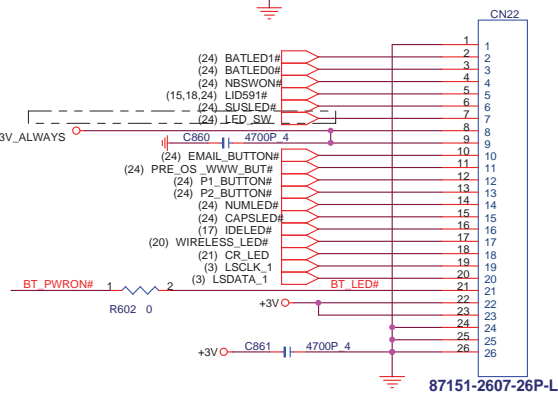 CN22
1 1
(24) BATLED1# 2 2
(24) BATLED0# 3 3
(24) NBSWON# 4 4
(15,18,24) LID591# 5 5
(24) SUSLED# 6 6
(24) LED_SW 7 7
3V_ALWAYS 8 8
C860 4700P_4 9 9
(24) EMAIL_BUTTON# 10 10
(24) PRE_OS _WWW_BUT# 11 11
(24) P1_BUTTON# 12 12
(24) P2_BUTTON# 13 13
(24) NUMLED# 14 14
(24) CAPSLED# 15 15
(17) IDELED# 16 16
(20) WIRELESS_LED# 17 17
(21) CR_LED 18 18
(3) LSCLK_1 19 19
(3) LSDATA_1 20 20
BT_PWRON# 1 2 BT_LED# 21 21
R602 0 +3V 22 22
23 23
24 24
25 25
+3V C861 4700P_4 26 26
87151-2607-26P-L